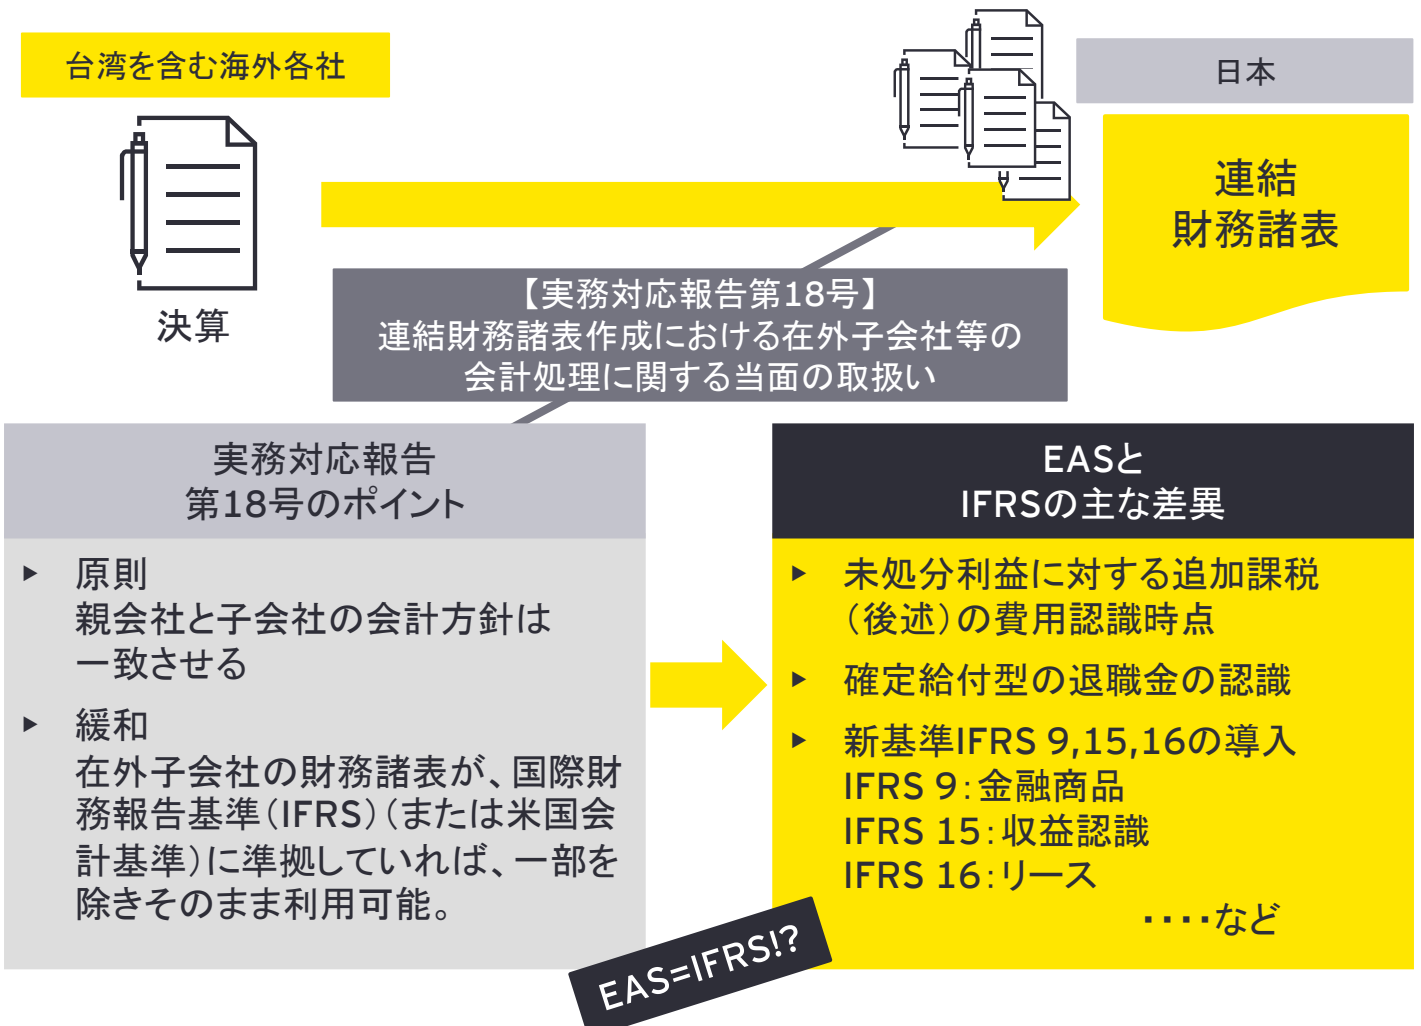 台湾を含む海外各社
日本
決算
連結
財務諸表
【実務対応報告第18号】
連結財務諸表作成における在外子会社等の
会計処理に関する当面の取扱い
実務対応報告
第18号のポイント
▶ 原則
親会社と子会社の会計方針は
一致させる
▶ 緩和
在外子会社の財務諸表が、国際財
務報告基準(IFRS)(または米国会
計基準)に準拠していれば、一部を
除きそのまま利用可能。
EASと
IFRSの主な差異
▶ 未処分利益に対する追加課税
(後述)の費用認識時点
▶ 確定給付型の退職金の認識
▶ 新基準IFRS 9,15,16の導入
IFRS 9:金融商品
IFRS 15:収益認識
IFRS 16:リース
・・・・など
EAS=IFRS!?